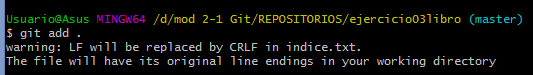 Usuario@Asus MINGW64 /d/mod 2-1 Git/REPOSITORIOS/ejercicio03libro (master)
$ git add .
warning: LF will be replaced by CRLF in indice.txt.
The file will have its original line endings in your working directory